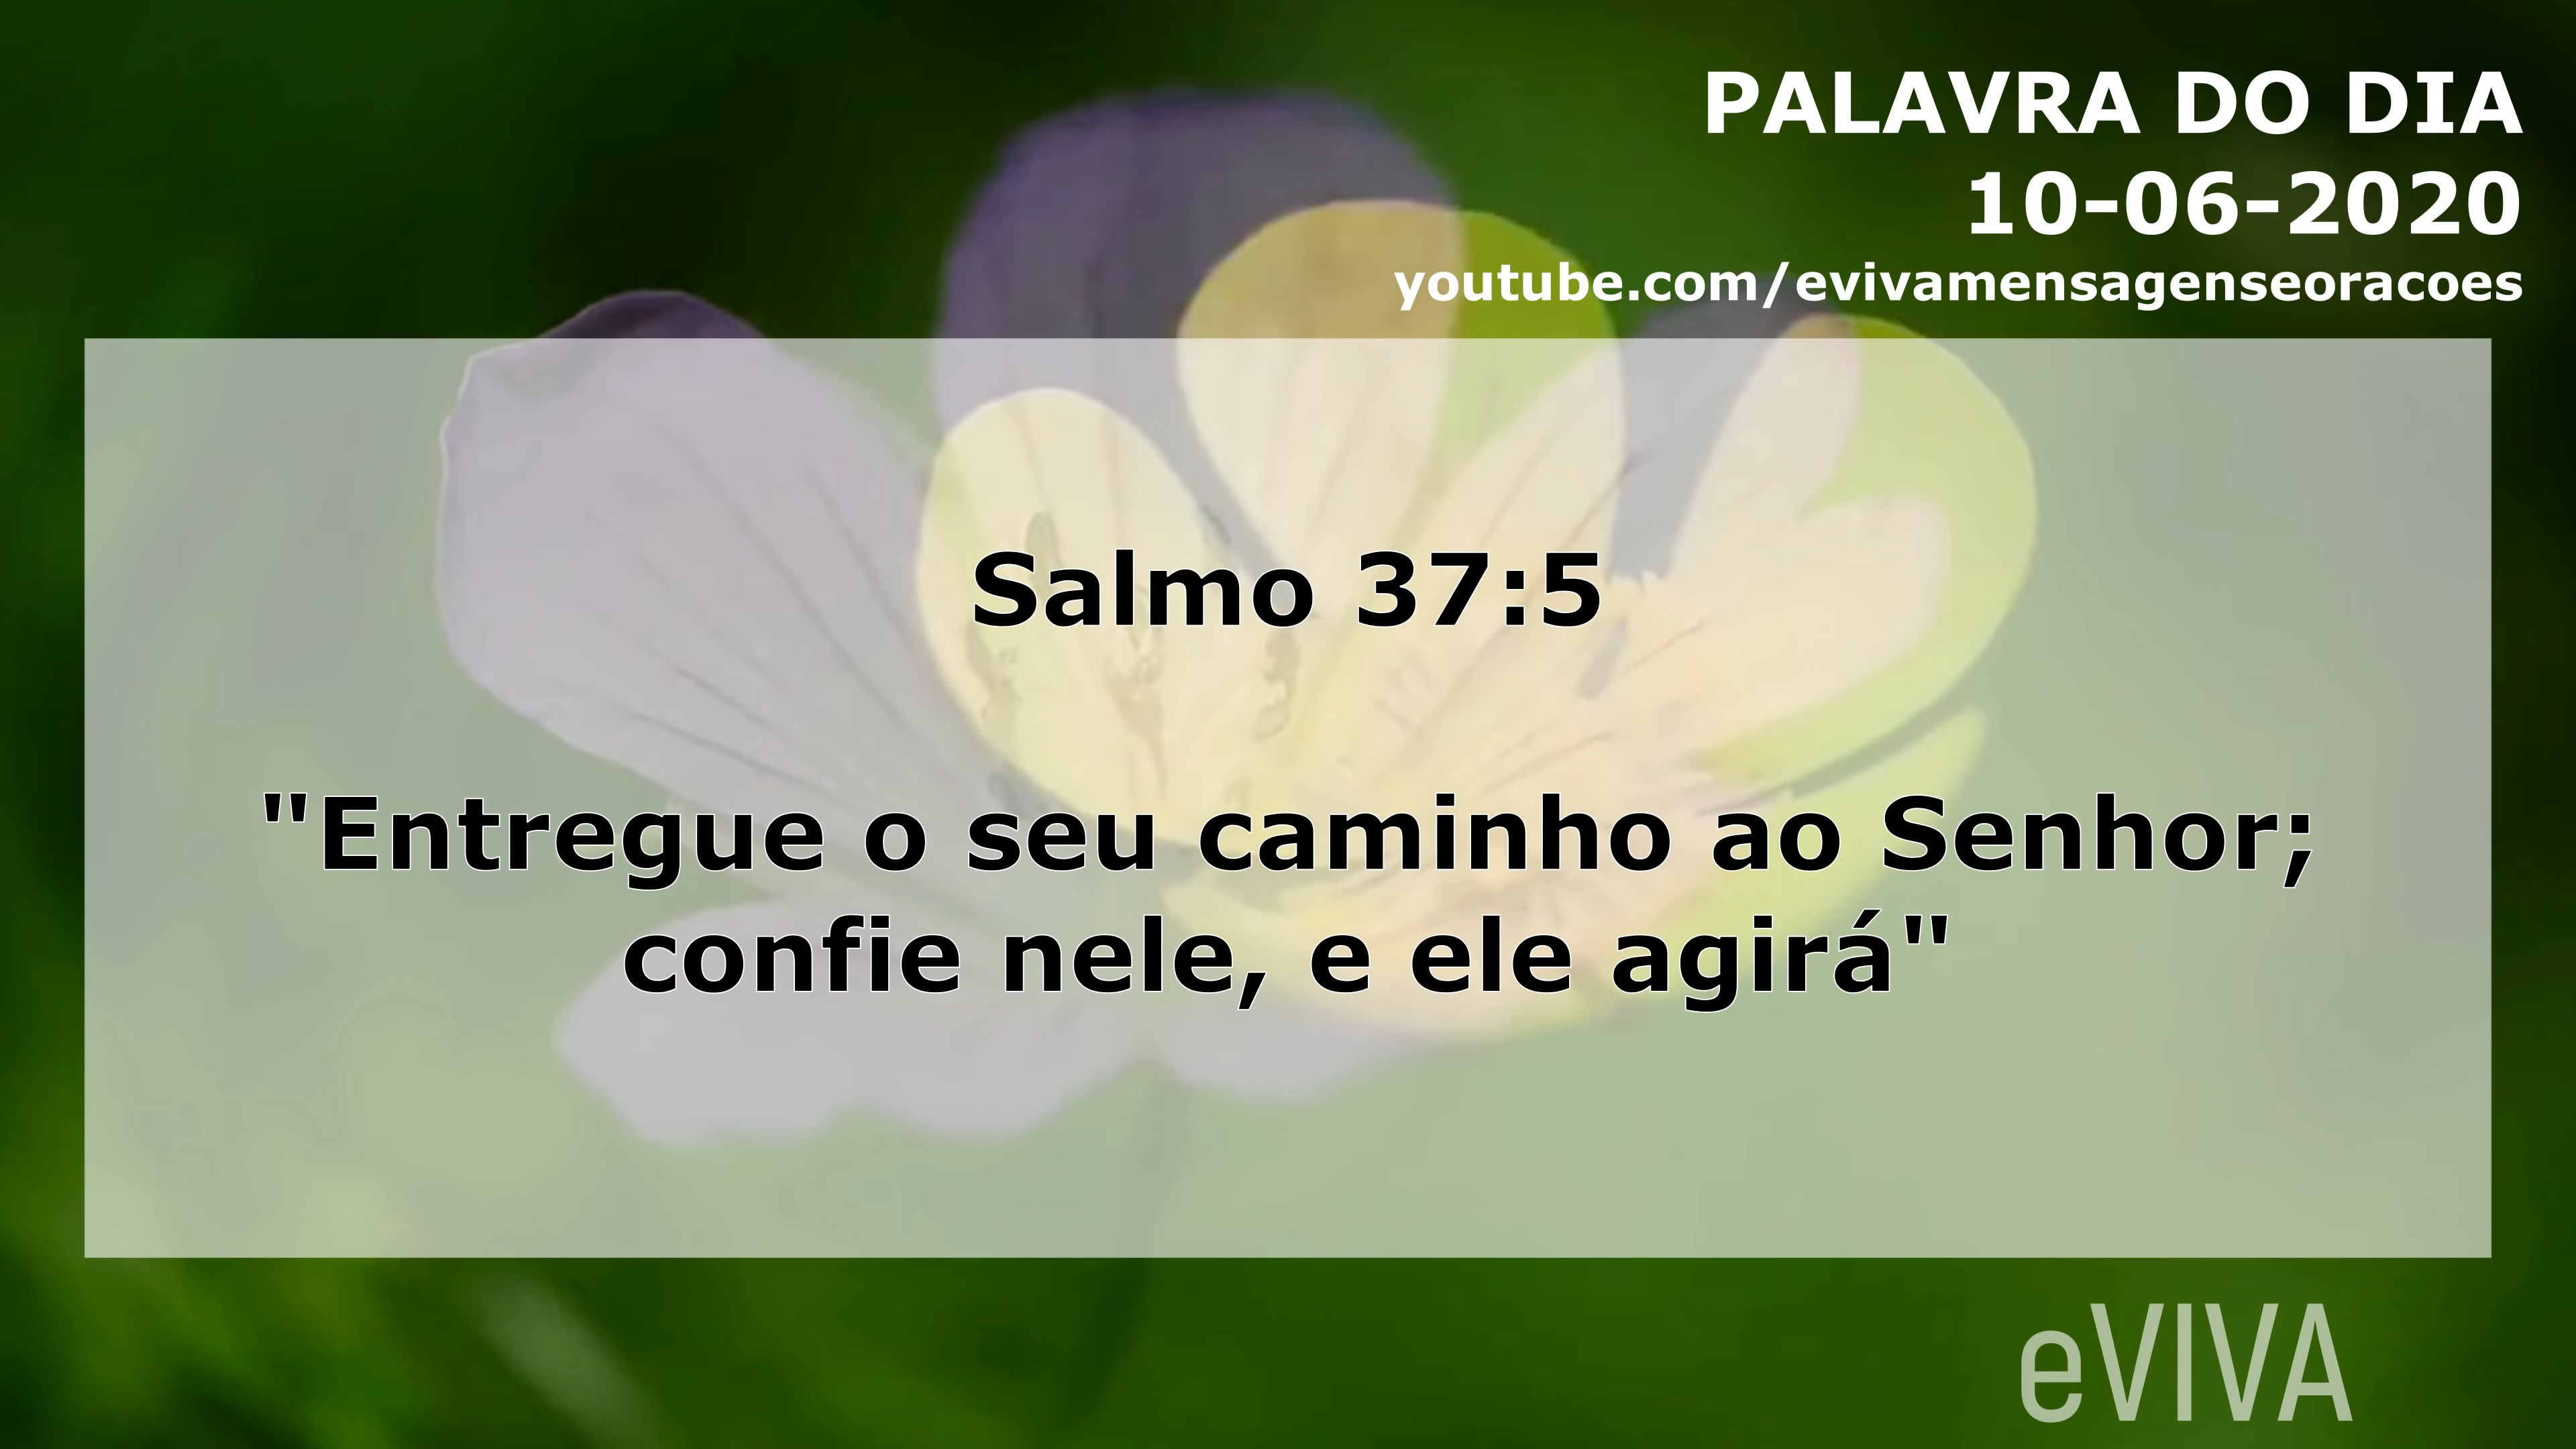 PALAVRA DO DIA
10-06-2020
youtube.com/evivamensagenseoracoes
Salmo 37:5
"Entregue o seu caminho ao Senhor;
confie nele, e ele agirá"
eVIVA